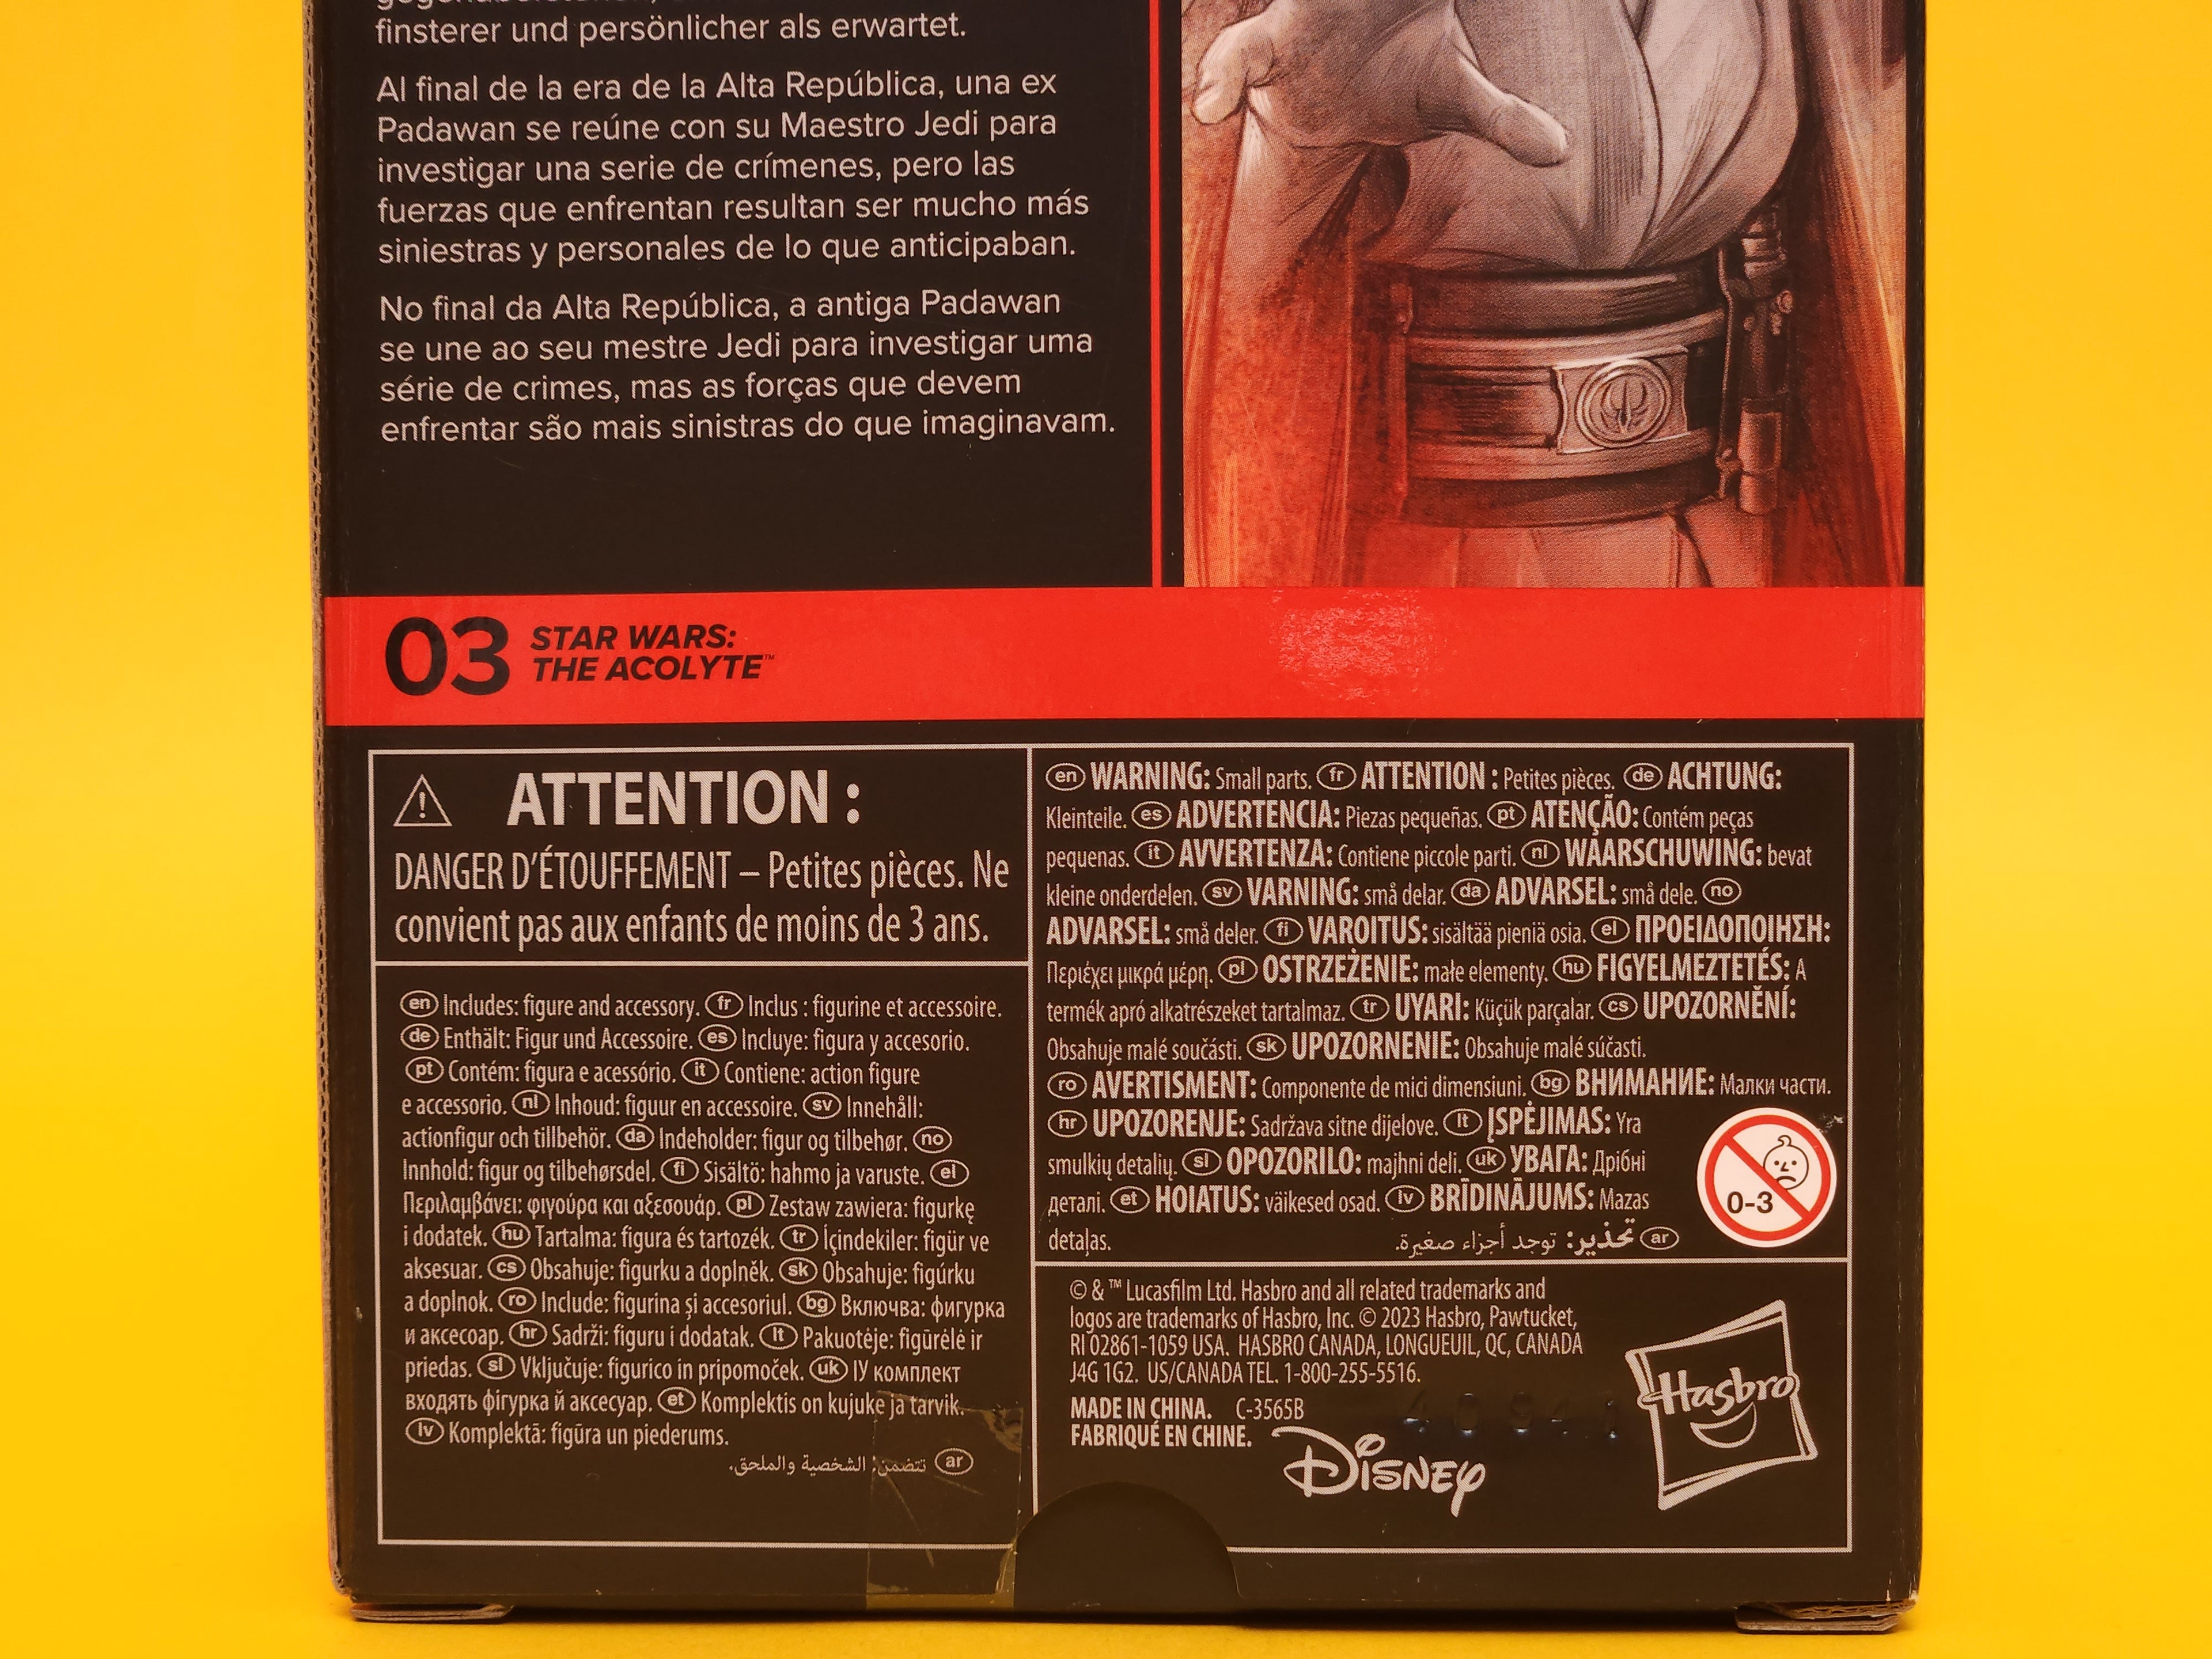 finsterer und persönlicher als erwartet.
Al final de la era de la Alta República, una ex
Padawan se reúne con su Maestro Jedi para
investigar una serie de crímenes, pero las
fuerzas que enfrentan resultan ser mucho más
siniestras y personales de lo que anticipaban.
No final da Alta República, a antiga Padawan
se une ao seu mestre Jedi para investigar uma
série de crimes, mas as forças que devem
enfrentar são mais sinistras do que imaginavam.
03 STAR WARS:
THE ACOLYTE™
ATTENTION :
DANGER D'ÉTOUFFEMENT – Petites pièces. Ne
convient pas aux enfants de moins de 3 ans.
en Includes: figure and accessory. fr Inclus : figurine et accessoire.
de Enthält: Figur und Accessoire. es Incluye: figura y accesorio.
pt Contém: figura e acessório. it Contiene: action figure
e accessorio. nl Inhoud: figuur en accessoire. sv Innehåll:
actionfigur och tillbehör. da Indeholder: figur og tilbehør. no
Innhold: figur og tilbehørsdel. fi Sisältö: hahmo ja varuste. el
Περιλαμβάνει: φιγούρα και αξεσουάρ. pl Zestaw zawiera: figurkę
i dodatek. hu Tartalma: figura és tartozék. tr İçindekiler: figür ve
aksesuar. cs Obsahuje: figurku a doplněk. sk Obsahuje: figúrku
a doplnok. ro Include: figurina și accesoriul. bg Включва: фигурка
и аксесоар. hr Sadrži: figuru i dodatak. lt Pakuotėje: figūrėlė ir
priedas. sl Vključuje: figurico in pripomoček. uk ІУ комплект
входять фігурка й аксесуар. et Komplektis on kujuke ja tarvik.
lv Komplektā: figūra un piederums.
ar تتضمن: الشخصية والملحق.
en WARNING: Small parts. fr ATTENTION : Petites pièces. de ACHTUNG:
Kleinteile. es ADVERTENCIA: Piezas pequeñas. pt ATENÇÃO: Contém peças
pequenas. it AVVERTENZA: Contiene piccole parti. nl WAARSCHUWING: bevat
kleine onderdelen. sv VARNING: små delar. da ADVARSEL: små dele. no
ADVARSEL: små deler. fi VAROITUS: sisältää pieniä osia. el ΠΡΟΕΙΔΟΠΟΙΗΣΗ:
Περιέχει μικρά μέρη. pl OSTRZEŻENIE: małe elementy. hu FIGYELMEZTETÉS: A
termék apró alkatrészeket tartalmaz. tr UYARI: Küçük parçalar. cs UPOZORNĚNÍ:
Obsahuje malé součásti. sk UPOZORNENIE: Obsahuje malé súčasti.
ro AVERTISMENT: Componente de mici dimensiuni. bg ВНИМАНИЕ: Малки части.
hr UPOZORENJE: Sadržava sitne dijelove. lt ĮSPĖJIMAS: Yra
smulkių detalių. sl OPOZORILO: majhni deli. uk УВАГА: Дрібні
деталі. et HOIATUS: väikesed osad. lv BRĪDINĀJUMS: Mazas
detaļas. ar تحذير: توجد أجزاء صغيرة.
0-3
© & ™ Lucasfilm Ltd. Hasbro and all related trademarks and
logos are trademarks of Hasbro, Inc. © 2023 Hasbro, Pawtucket,
RI 02861-1059 USA. HASBRO CANADA, LONGUEUIL, QC, CANADA
J4G 1G2. US/CANADA TEL. 1-800-255-5516.
MADE IN CHINA. C-3565B
FABRIQUÉ EN CHINE.
Disney
Hasbro